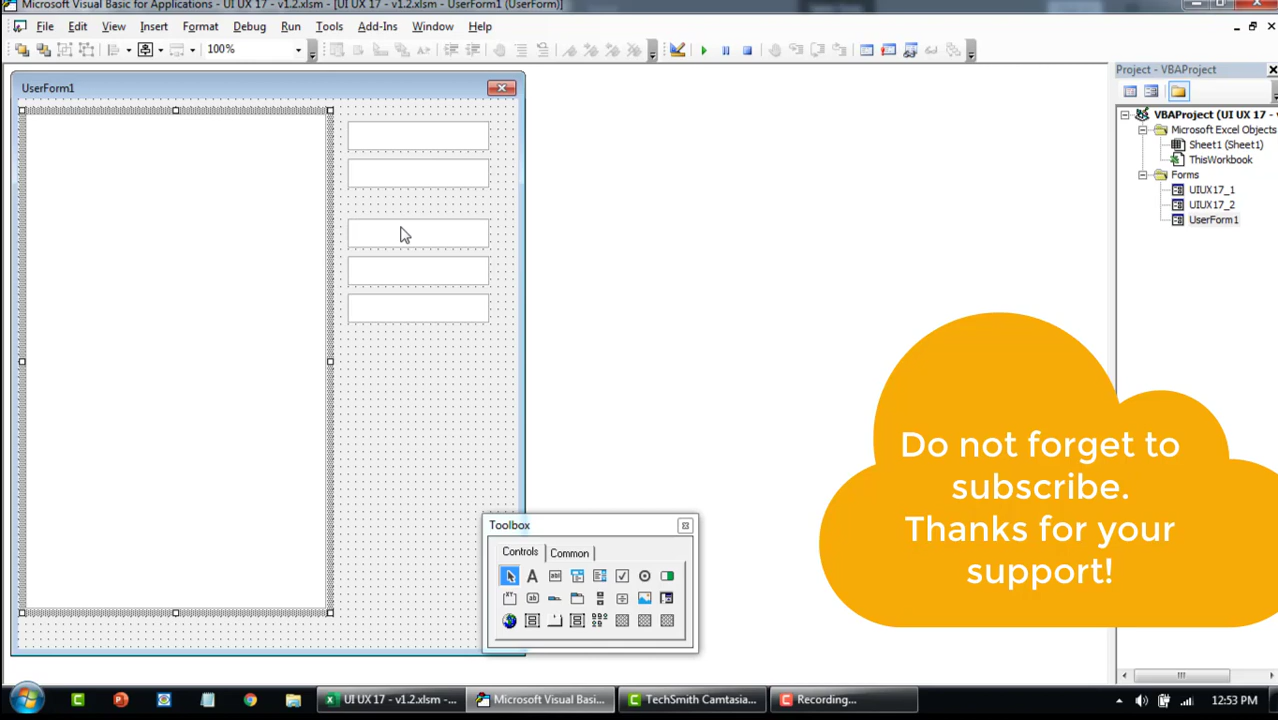 Microsoft Visual Basic for Applications - UI UX 17 - v1.2.xlsm - [UI UX 17 - v1.2.xlsm - UserForm1 (UserForm)]
File Edit View Insert Format Debug Run Tools Add-Ins Window Help
100%
UserForm1
Project - VBAProject
VBAProject (UI UX 17 -
Microsoft Excel Objects
Sheet1 (Sheet1)
ThisWorkbook
Forms
UIUX17_1
UIUX17_2
UserForm1
Do not forget to
subscribe.
Thanks for your
support!
Toolbox
Controls Common
UI UX 17 - v1.2.xlsm -...
Microsoft Visual Basi...
TechSmith Camtasia...
Recording...
12:53 PM